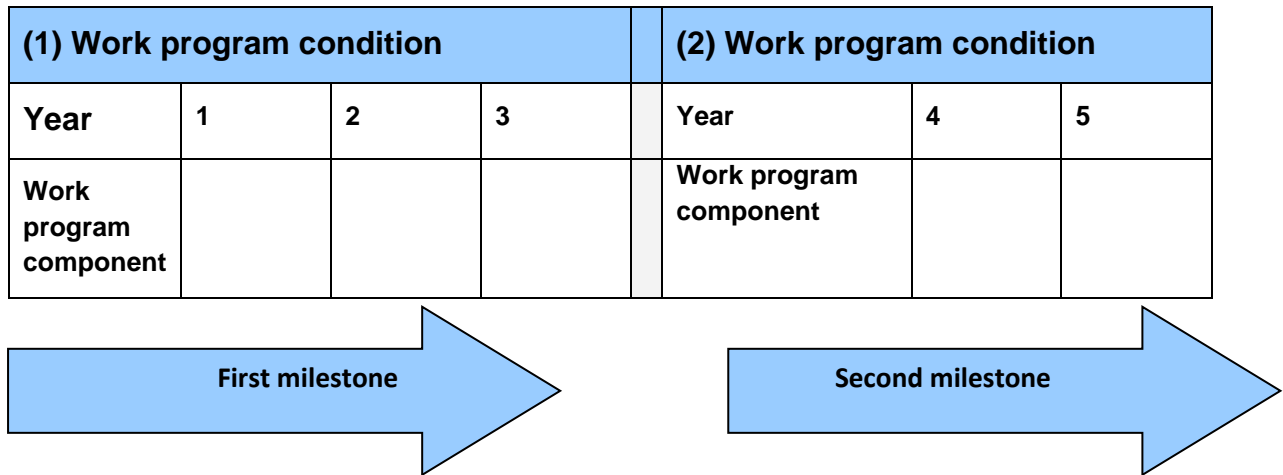 (1) Work program condition
(2) Work program condition
Year 1 2 3
Year 4 5
Work
program
component
Work program
component
First milestone
Second milestone